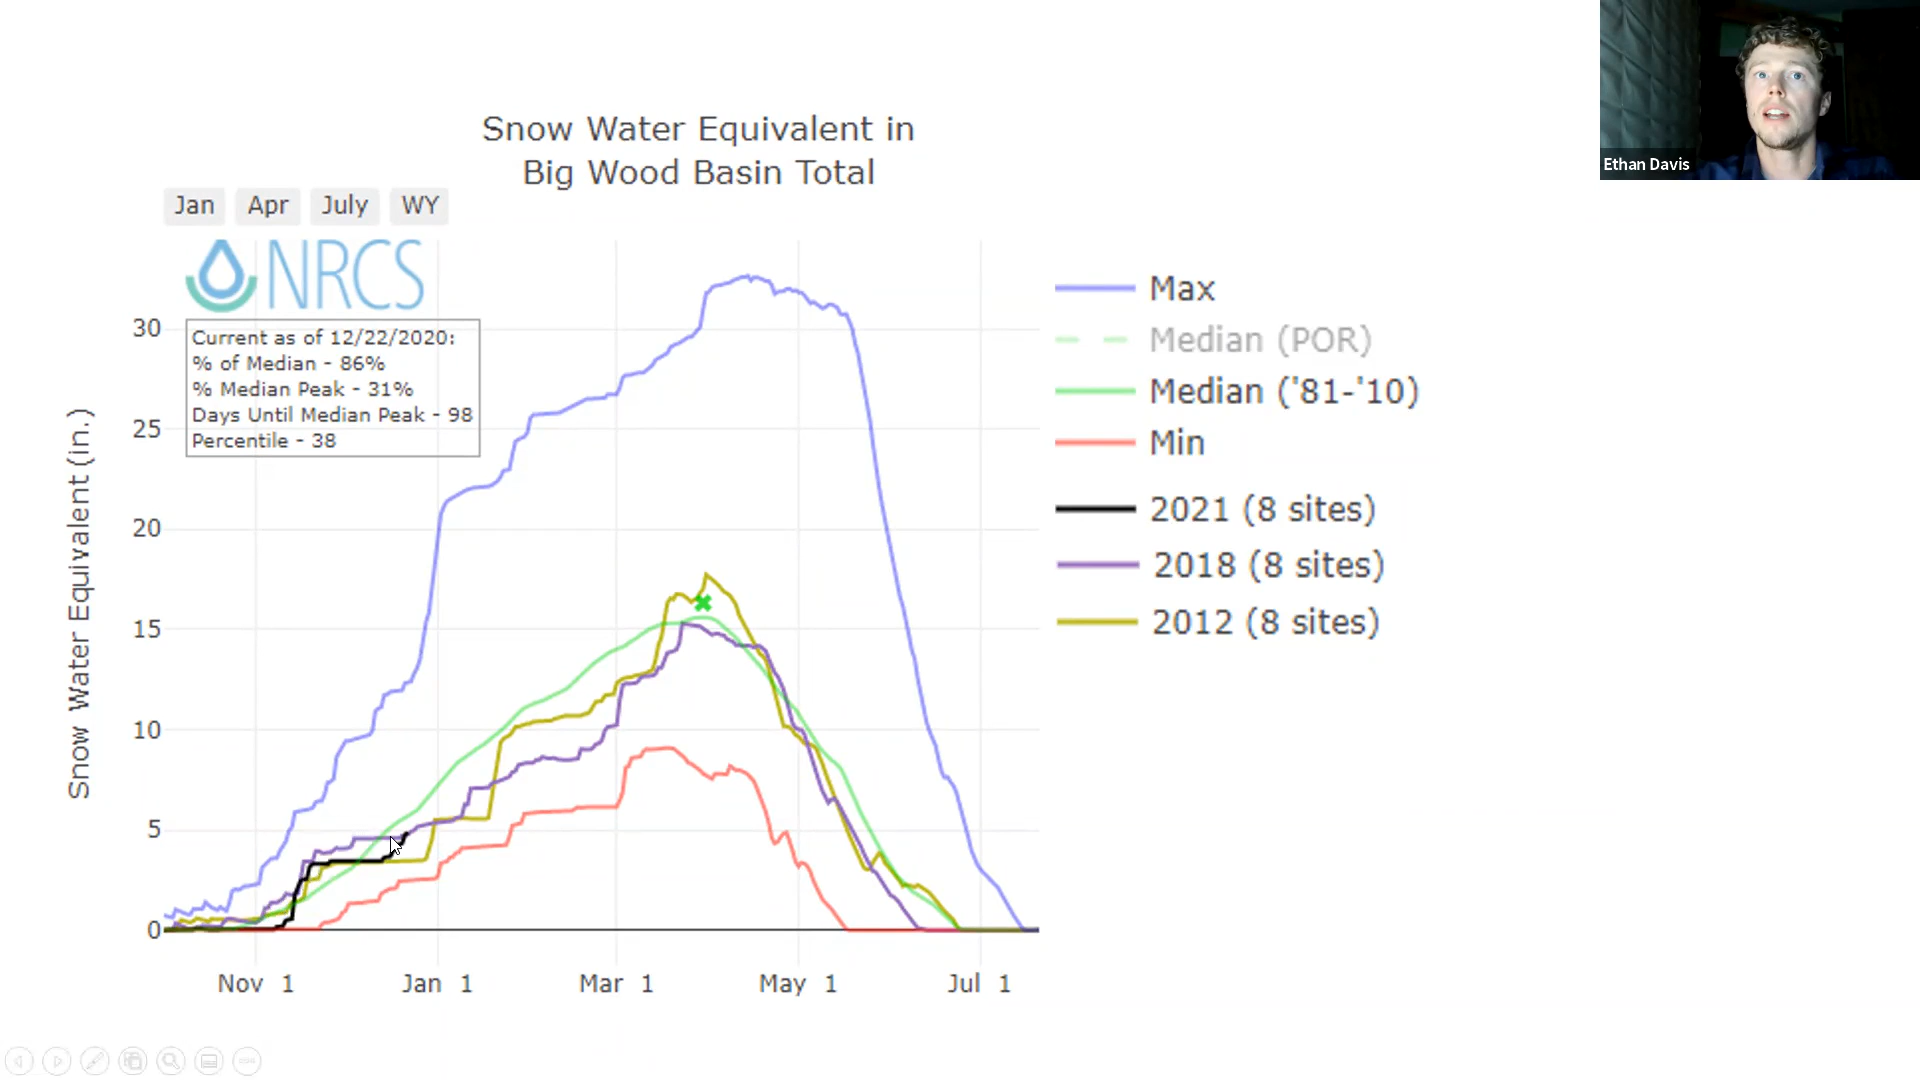 Ethan Davis
Snow Water Equivalent in
Big Wood Basin Total
Jan Apr July WY
NRCS
Current as of 12/22/2020:
% of Median - 86%
% Median Peak - 31%
Days Until Median Peak - 98
Percentile - 38
Snow Water Equivalent (in.)
30
25
20
15
10
5
0
Nov 1 Jan 1 Mar 1 May 1 Jul 1
Max
Median (POR)
Median ('81-'10)
Min
2021 (8 sites)
2018 (8 sites)
2012 (8 sites)